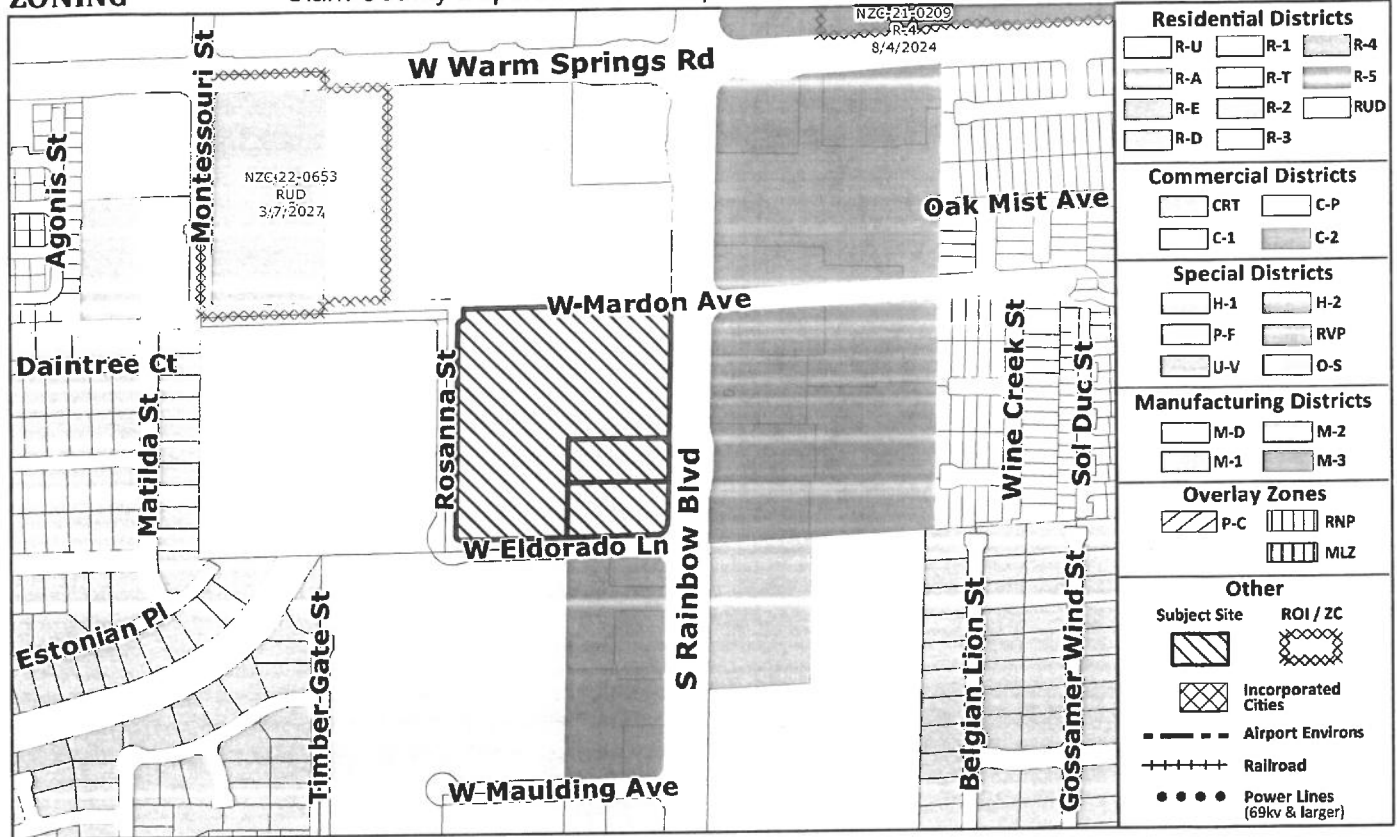 ZONING
NZC-21-0209
R-4
8/4/2024
W Warm Springs Rd
Montessouri St
Agonis St
NZC-22-0653
RUD
3/7/2027
Oak Mist Ave
W Mardon Ave
Daintree Ct
Rosanna St
Matilda St
Wine Creek St
Sol Duc St
S Rainbow Blvd
W Eldorado Ln
Estonian Pl
Timber Gate St
Belgian Lion St
Gossamer Wind St
W Maulding Ave
Residential Districts
R-U R-1 R-4
R-A R-T R-5
R-E R-2 RUD
R-D R-3
Commercial Districts
CRT C-P
C-1 C-2
Special Districts
H-1 H-2
P-F RVP
U-V O-S
Manufacturing Districts
M-D M-2
M-1 M-3
Overlay Zones
P-C RNP
MLZ
Other
Subject Site ROI / ZC
Incorporated
Cities
Airport Environs
Railroad
Power Lines
(69kv & larger)